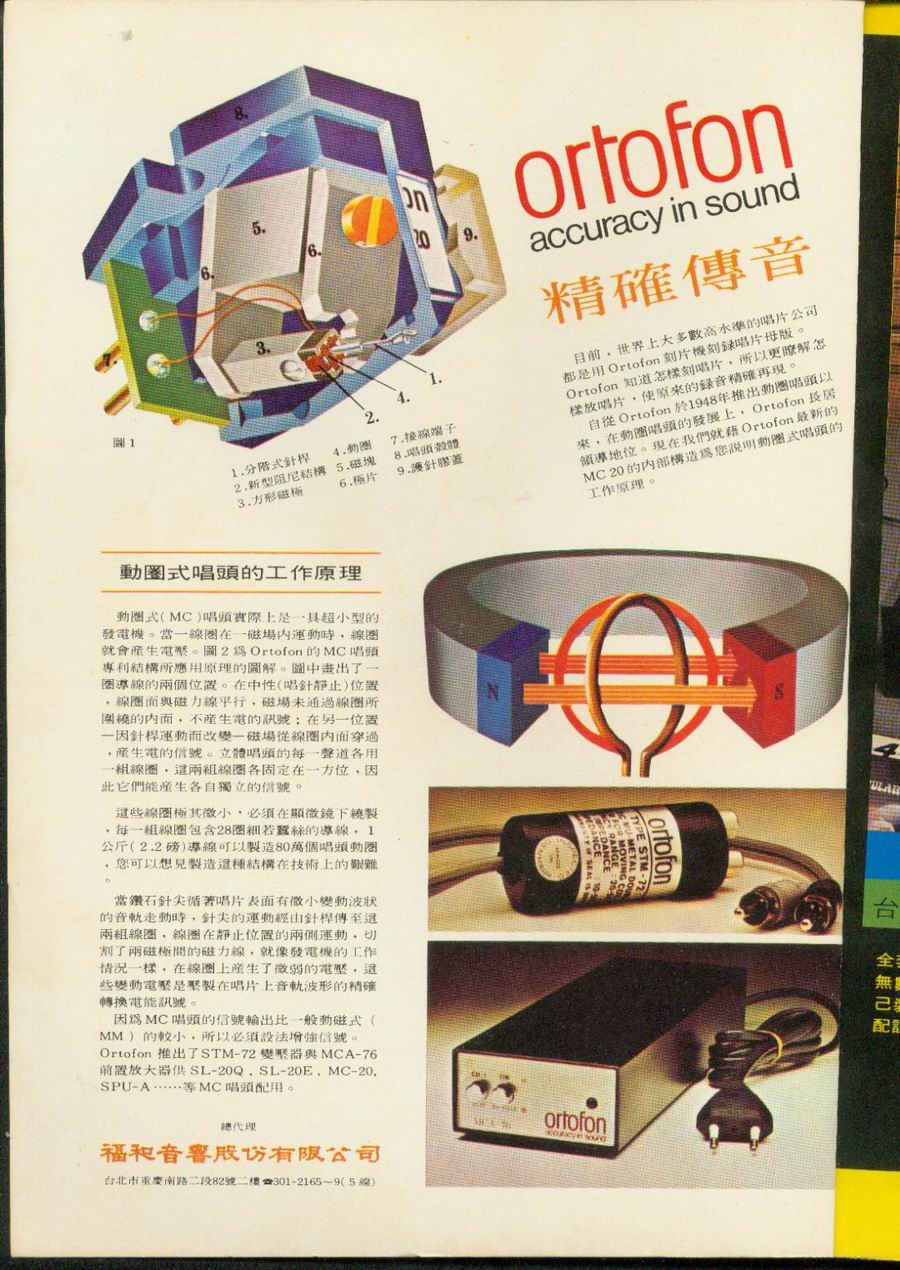 ortofon
accuracy in sound
精確傳音
目前，世界上大多數高水準的唱片公司
都是用 Ortofon 刻片機刻録唱片母版。
Ortofon 知道怎樣刻唱片，所以更瞭解怎
樣放唱片，使原來的録音精確再現。
自從 Ortofon 於1948年推出動圈唱頭以
來，在動圈唱頭的發展上，Ortofon 長居
領導地位。現在我們就藉 Ortofon 最新的
MC 20 的内部構造爲您説明動圈式唱頭的
工作原理。
8.
5.
6.
6.
9.
3.
7.
1.
4.
2.
ON
20
圖1
1.分階式針桿
2.新型阻尼結構
3.方形磁極
4.動圈
5.磁塊
6.極片
7.接線端子
8.唱頭殼體
9.護針膠蓋
動圈式唱頭的工作原理
動圈式( MC )唱頭實際上是一具超小型的
發電機。當一線圈在一磁場内運動時，線圈
就會産生電壓。圖 2 爲 Ortofon 的 MC 唱頭
專利結構所應用原理的圖解。圖中畫出了一
圈導線的兩個位置。在中性(唱針靜止)位置
，線圈面與磁力線平行，磁場未通過線圈所
圍繞的内面，不産生電的訊號；在另一位置
—因針桿運動而改變—磁場從線圈内面穿過
，産生電的信號。立體唱頭的每一聲道各用
一組線圈，這兩組線圈各固定在一方位，因
此它們能産生各自獨立的信號。
這些線圈極其微小，必須在顯微鏡下繞製
，每一組線圈包含28圈細若蠶絲的導線，1
公斤 ( 2.2 磅) 導線可以製造80萬個唱頭動圈
，您可以想見製造這種結構在技術上的艱難
。
當鑽石針尖循著唱片表面有微小變動波狀
的音軌走動時，針尖的運動經由針桿傳至這
兩組線圈，線圈在靜止位置的兩側運動，切
割了兩磁極間的磁力線，就像發電機的工作
情況一樣，在線圈上産生了微弱的電壓，這
些變動電壓是壓製在唱片上音軌波形的精確
轉換電能訊號。
因爲 MC 唱頭的信號輸出比一般動磁式 (
MM ) 的較小，所以必須設法增強信號。
Ortofon 推出了 STM-72 變壓器與 MCA-76
前置放大器供 SL-20Q , SL-20E , MC-20,
SPU-A ……等 MC 唱頭配用。
總代理
福和音響股份有限公司
台北市重慶南路二段82號二樓☎301-2165～9( 5 線)
N
S
ortofon
TYPE STM-72
ortofon
accuracy in sound
MCA 76
台
全
無
己
配